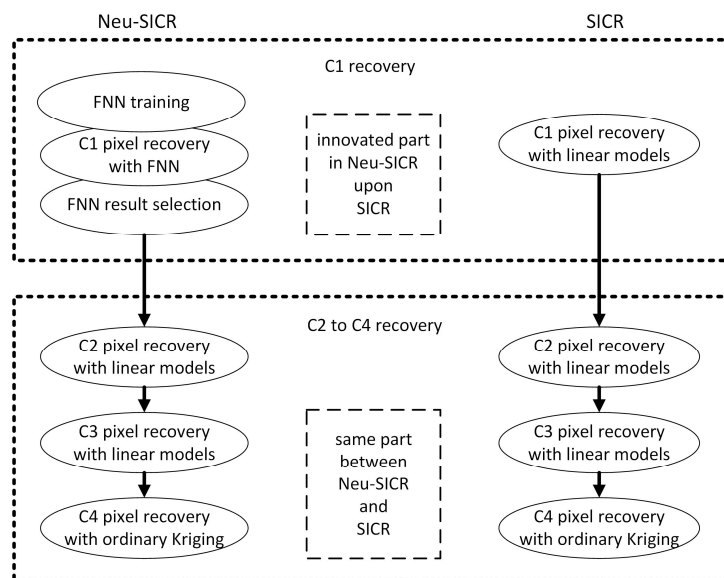 Neu-SICR
SICR
C1 recovery
FNN training
C1 pixel recovery
with FNN
FNN result selection
innovated part
in Neu-SICR
upon
SICR
C1 pixel recovery
with linear models
C2 to C4 recovery
C2 pixel recovery
with linear models
C3 pixel recovery
with linear models
C4 pixel recovery
with ordinary Kriging
same part
between
Neu-SICR
and
SICR
C2 pixel recovery
with linear models
C3 pixel recovery
with linear models
C4 pixel recovery
with ordinary Kriging